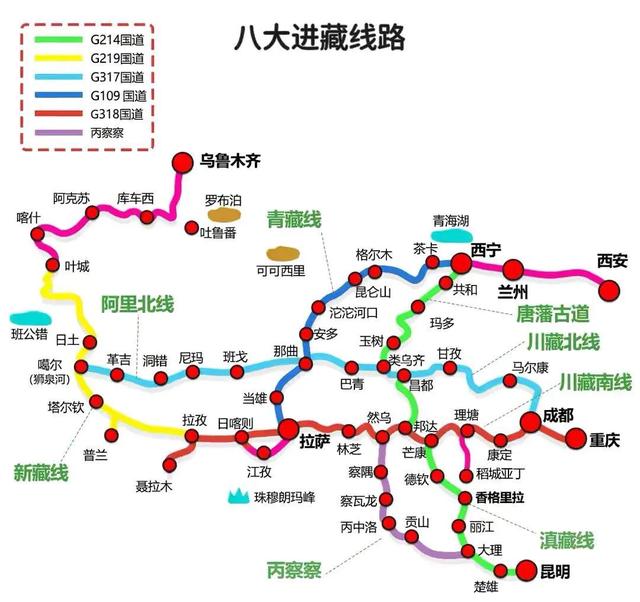 八大进藏线路
G214国道
G219国道
G317国道
G109 国道
G318国道
丙察察
乌鲁木齐
阿克苏
库车西
罗布泊
喀什
吐鲁番
青藏线
青海湖
叶城
可可西里
格尔木
茶卡
西宁
西安
昆仑山
共和
兰州
阿里北线
沱沱河口
玛多
唐藩古道
班公错
日土
安多
玉树
川藏北线
噶尔
(狮泉河)
革吉
洞错
尼玛
班戈
那曲
类乌齐
甘孜
巴青
昌都
马尔康
川藏南线
塔尔钦
当雄
拉孜
日喀则
拉萨
然乌
邦达
理塘
成都
重庆
林芝
芒康
康定
新藏线
普兰
聂拉木
江孜
察隅
德钦
稻城亚丁
珠穆朗玛峰
察瓦龙
香格里拉
丙中洛
贡山
丽江
滇藏线
丙察察
大理
楚雄
昆明